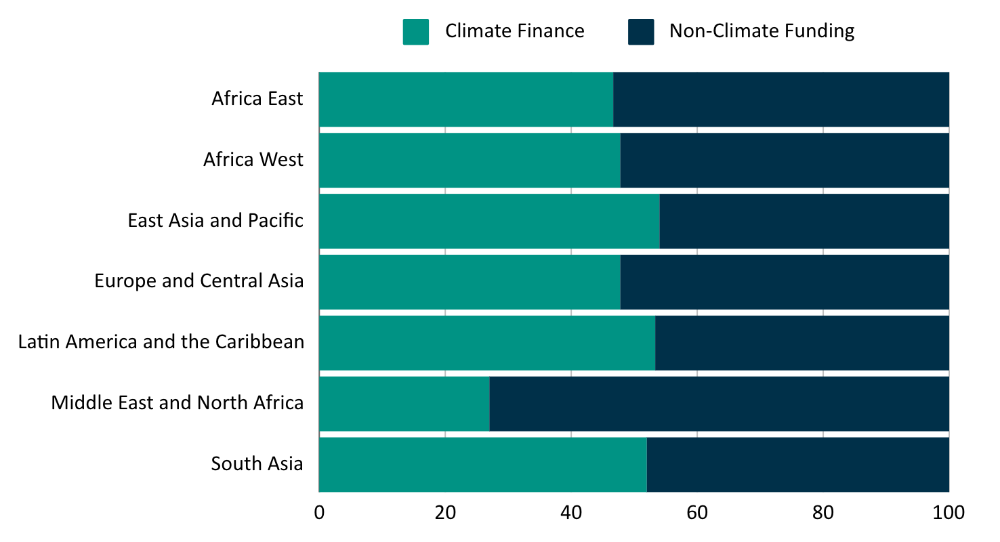 Climate Finance
Non-Climate Funding
Africa East
Africa West
East Asia and Pacific
Europe and Central Asia
Latin America and the Caribbean
Middle East and North Africa
South Asia
0 20 40 60 80 100